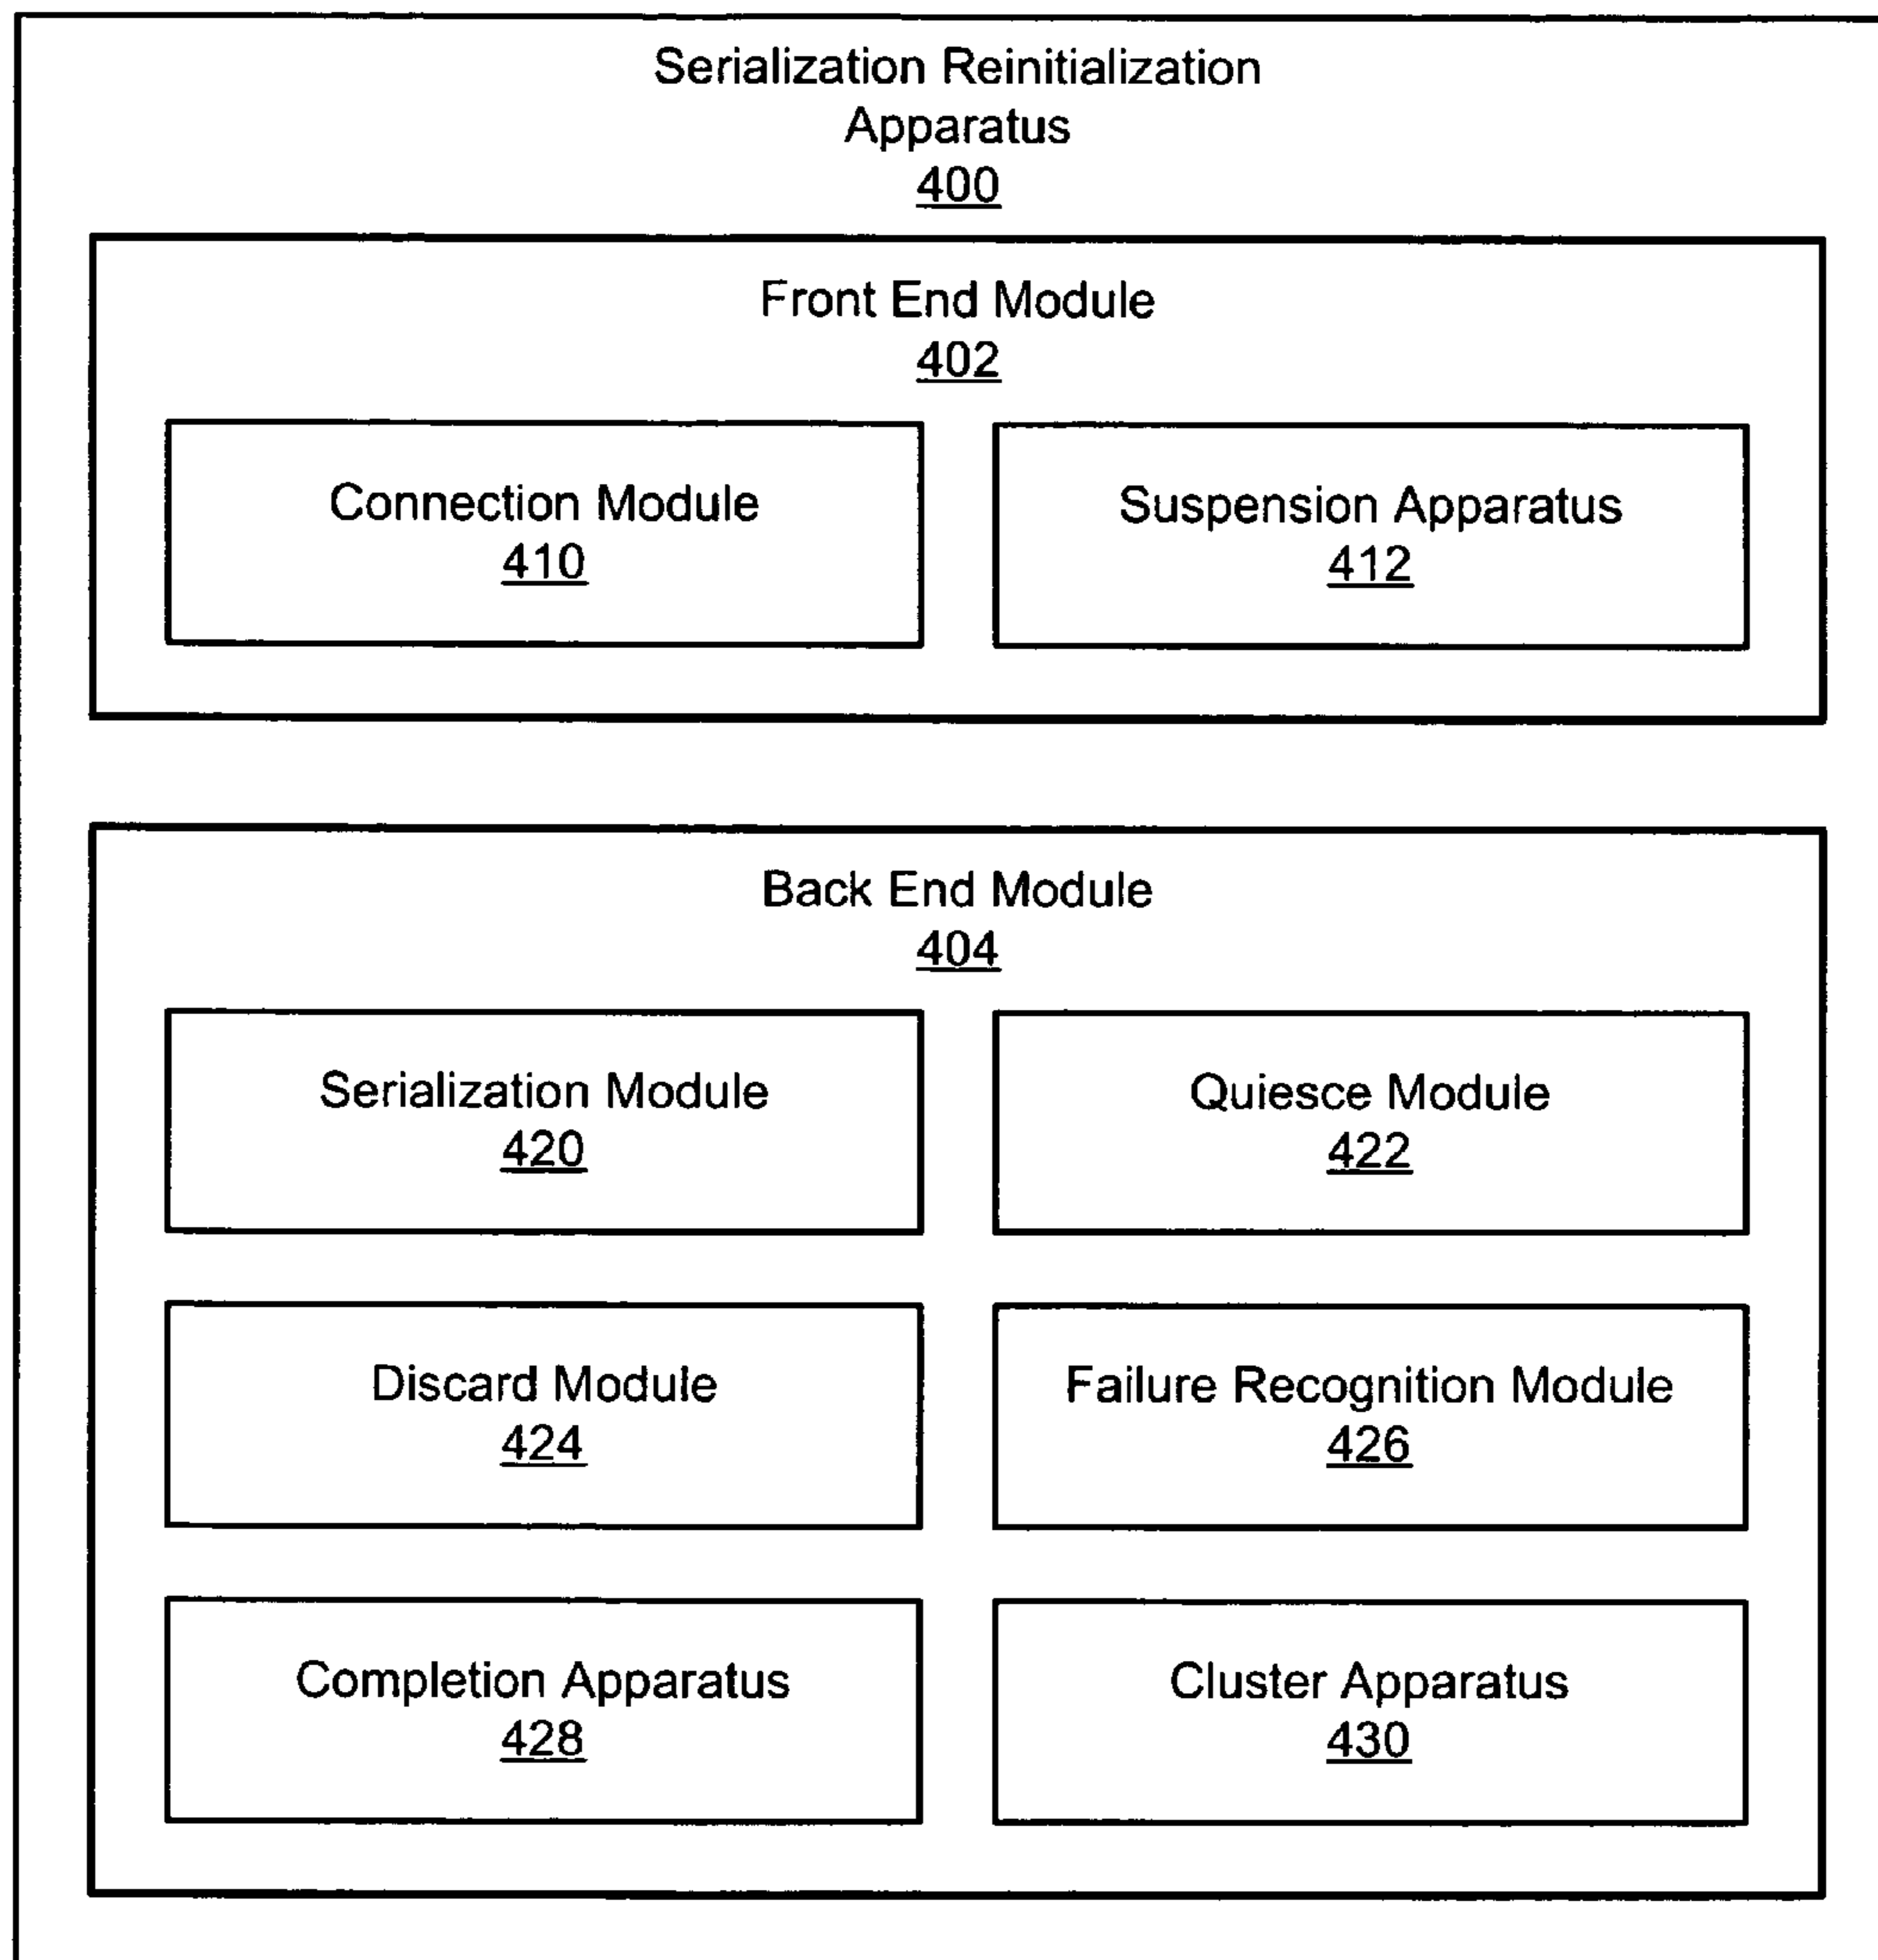 Serialization Reinitialization
Apparatus
400
Front End Module
402
Connection Module
410
Suspension Apparatus
412
Back End Module
404
Serialization Module
420
Quiesce Module
422
Discard Module
424
Failure Recognition Module
426
Completion Apparatus
428
Cluster Apparatus
430